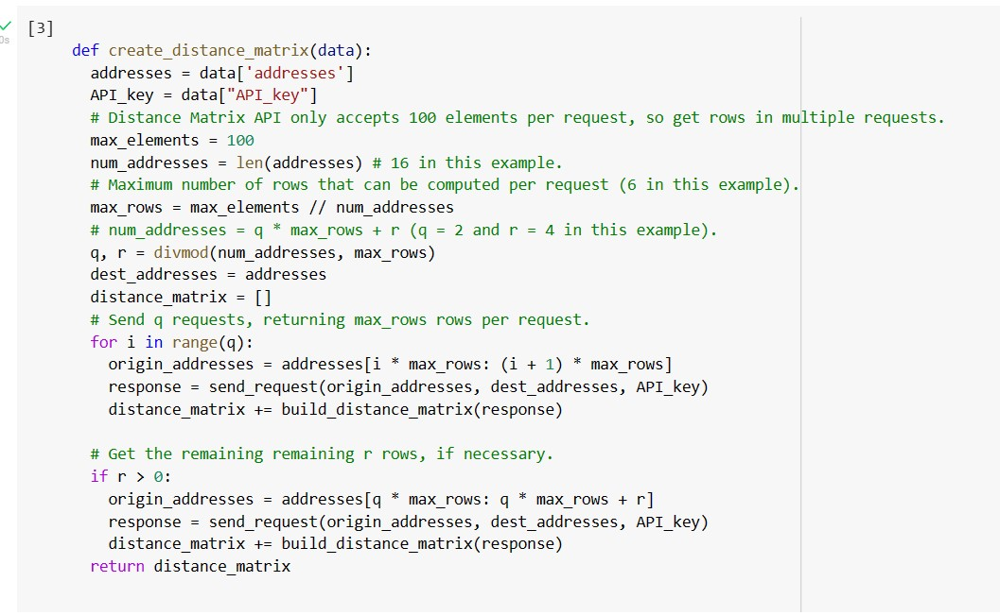 [3]
0s
def create_distance_matrix(data):
  addresses = data['addresses']
  API_key = data["API_key"]
  # Distance Matrix API only accepts 100 elements per request, so get rows in multiple requests.
  max_elements = 100
  num_addresses = len(addresses) # 16 in this example.
  # Maximum number of rows that can be computed per request (6 in this example).
  max_rows = max_elements // num_addresses
  # num_addresses = q * max_rows + r (q = 2 and r = 4 in this example).
  q, r = divmod(num_addresses, max_rows)
  dest_addresses = addresses
  distance_matrix = []
  # Send q requests, returning max_rows rows per request.
  for i in range(q):
    origin_addresses = addresses[i * max_rows: (i + 1) * max_rows]
    response = send_request(origin_addresses, dest_addresses, API_key)
    distance_matrix += build_distance_matrix(response)
  # Get the remaining remaining r rows, if necessary.
  if r > 0:
    origin_addresses = addresses[q * max_rows: q * max_rows + r]
    response = send_request(origin_addresses, dest_addresses, API_key)
    distance_matrix += build_distance_matrix(response)
  return distance_matrix